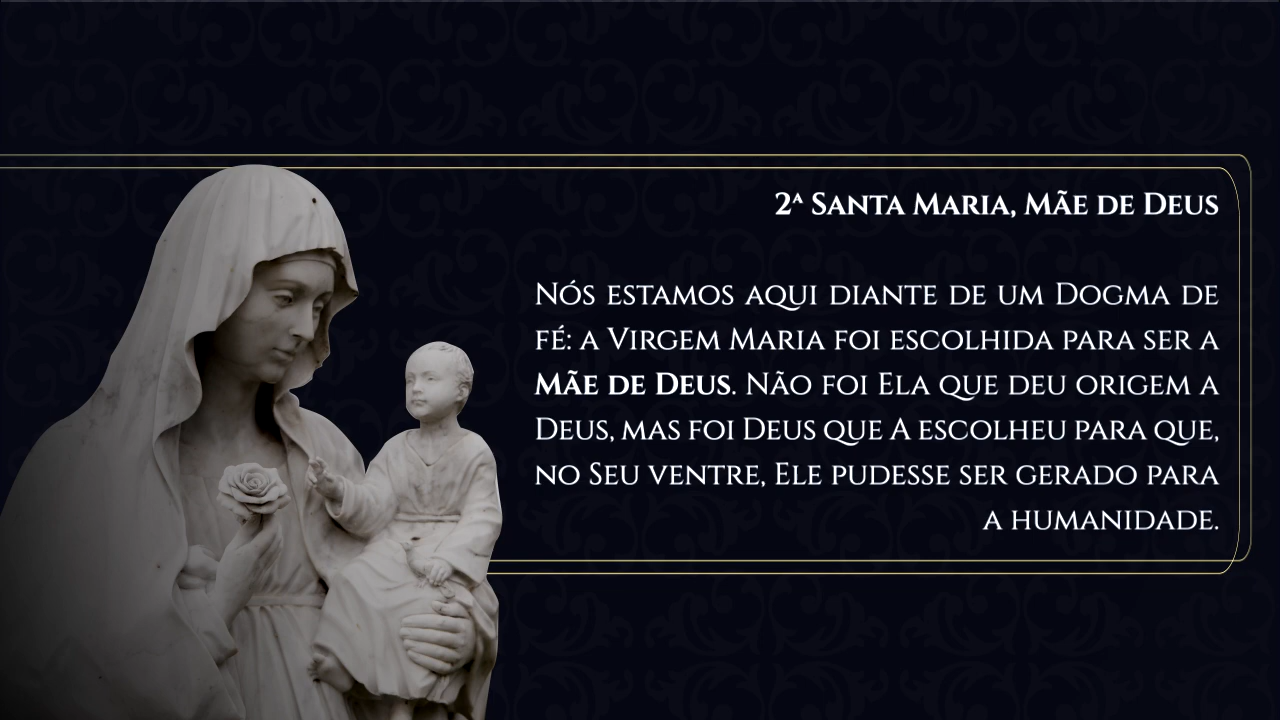 2ª Santa Maria, Mãe de Deus
Nós estamos aqui diante de um Dogma de
fé: a Virgem Maria foi escolhida para ser a
Mãe de Deus. Não foi Ela que deu origem a
Deus, mas foi Deus que A escolheu para que,
no Seu ventre, Ele pudesse ser gerado para
a humanidade.